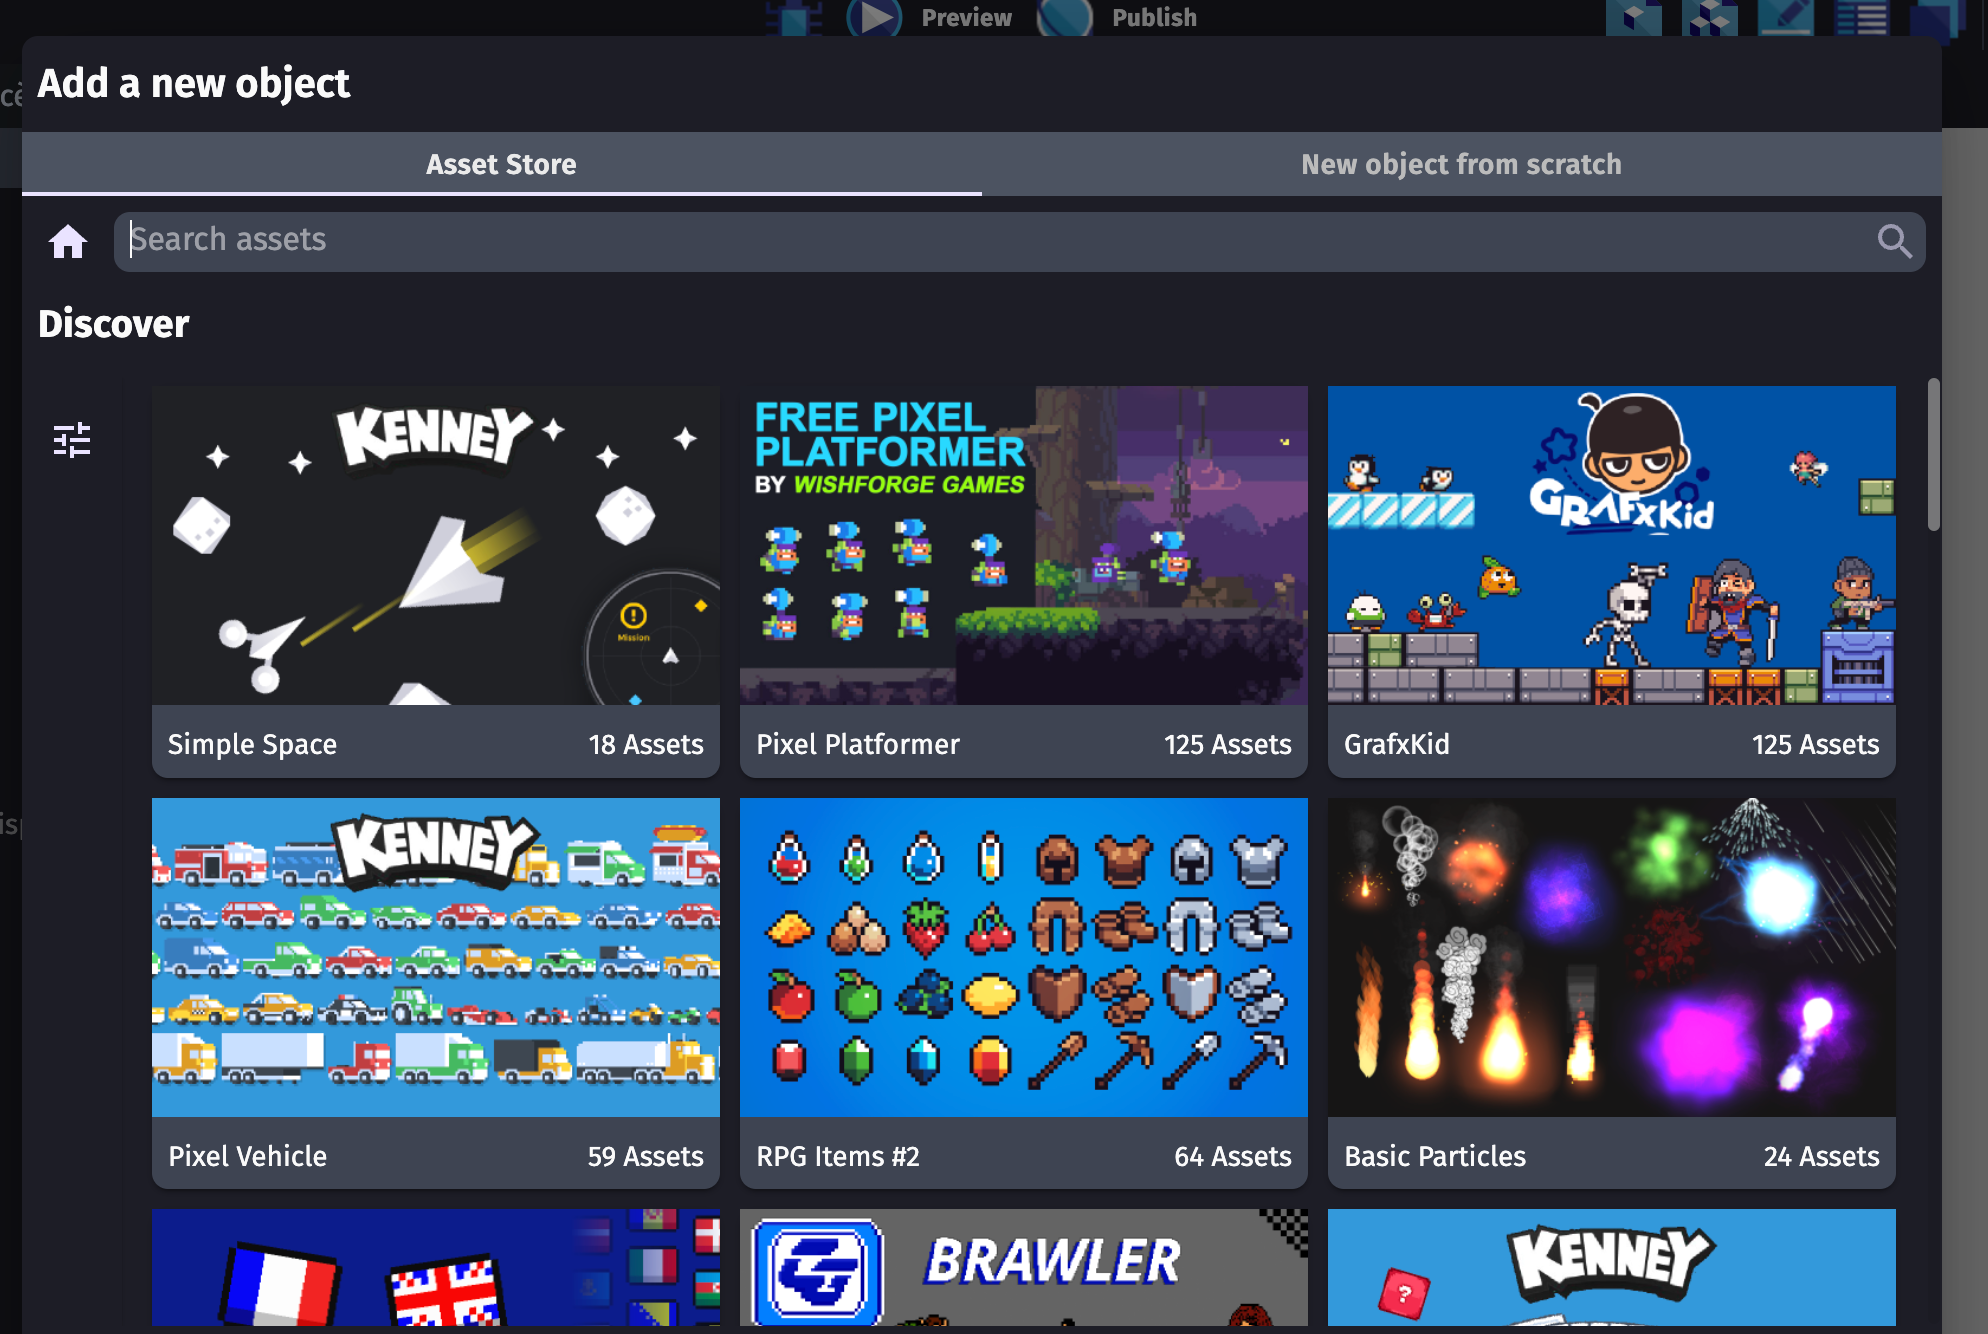 Preview
Publish
Add a new object
Asset Store
New object from scratch
Search assets
Discover
KENNEY
Mission
FREE PIXEL
PLATFORMER
BY WISHFORGE GAMES
GRAFxKid
Simple Space
18 Assets
Pixel Platformer
125 Assets
GrafxKid
125 Assets
KENNEY
Pixel Vehicle
59 Assets
RPG Items #2
64 Assets
Basic Particles
24 Assets
BRAWLER
KENNEY
?